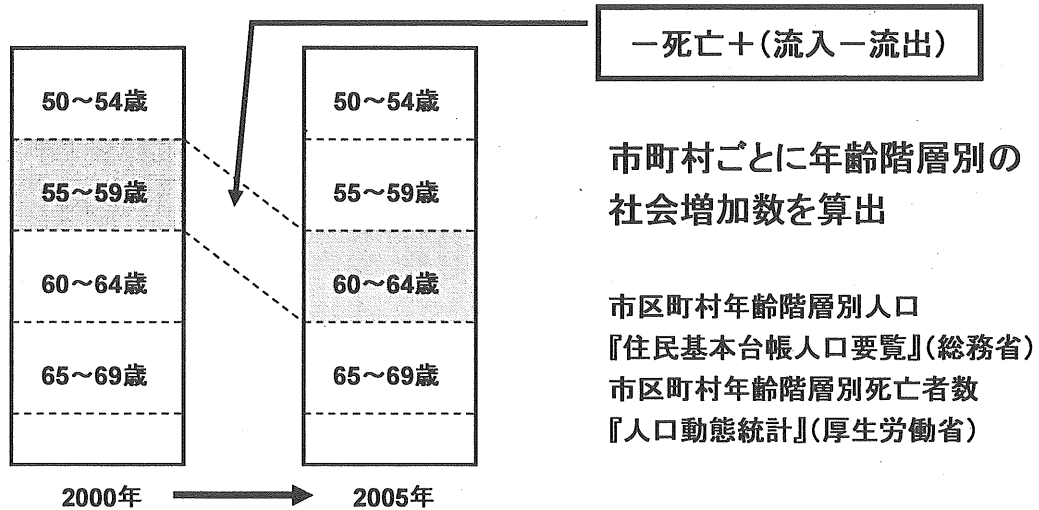 －死亡＋(流入－流出)
50～54歳
55～59歳
60～64歳
65～69歳
2000年
50～54歳
55～59歳
60～64歳
65～69歳
2005年
市町村ごとに年齢階層別の
社会増加数を算出
市区町村年齢階層別人口
『住民基本台帳人口要覧』(総務省)
市区町村年齢階層別死亡者数
『人口動態統計』(厚生労働省)